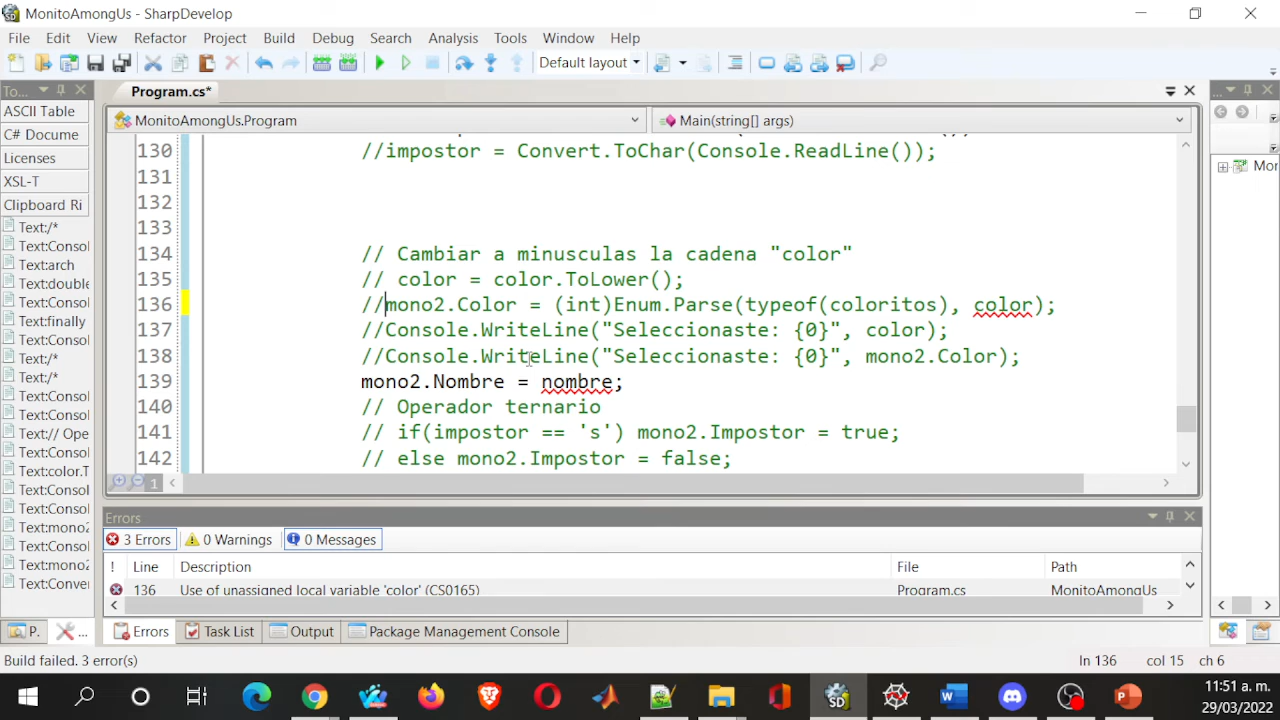 MonitoAmongUs - SharpDevelop
File Edit View Refactor Project Build Debug Search Analysis Tools Window Help
Default layout
To...
Program.cs*
ASCII Table
C# Docume
Licenses
XSL-T
Clipboard Ri
Text:/*
Text:Consol
Text:arch
Text:double
Text:Consol
Text:finally
Text:Consol
Text:/*
Text:/*
Text:Consol
Text:Consol
Text:// Ope
Text:color.T
Text:Consol
Text:Consol
Text:mono2
Text:Consol
Text:mono2
Text:Conver
MonitoAmongUs.Program
Main(string[] args)
130 //impostor = Convert.ToChar(Console.ReadLine());
131
132
133
134 // Cambiar a minusculas la cadena "color"
135 // color = color.ToLower();
136 //mono2.Color = (int)Enum.Parse(typeof(coloritos), color);
137 //Console.WriteLine("Seleccionaste: {0}", color);
138 //Console.WriteLine("Seleccionaste: {0}", mono2.Color);
139 mono2.Nombre = nombre;
140 // Operador ternario
141 // if(impostor == 's') mono2.Impostor = true;
142 // else mono2.Impostor = false;
1
...
Mor
Errors
3 Errors 0 Warnings 0 Messages
! Line Description File Path
136 Use of unassigned local variable 'color' (CS0165) Program.cs MonitoAmongUs
P. ... Errors Task List Output Package Management Console
Build failed. 3 error(s)
ln 136 col 15 ch 6
SD
W
P
11:51 a. m.
29/03/2022